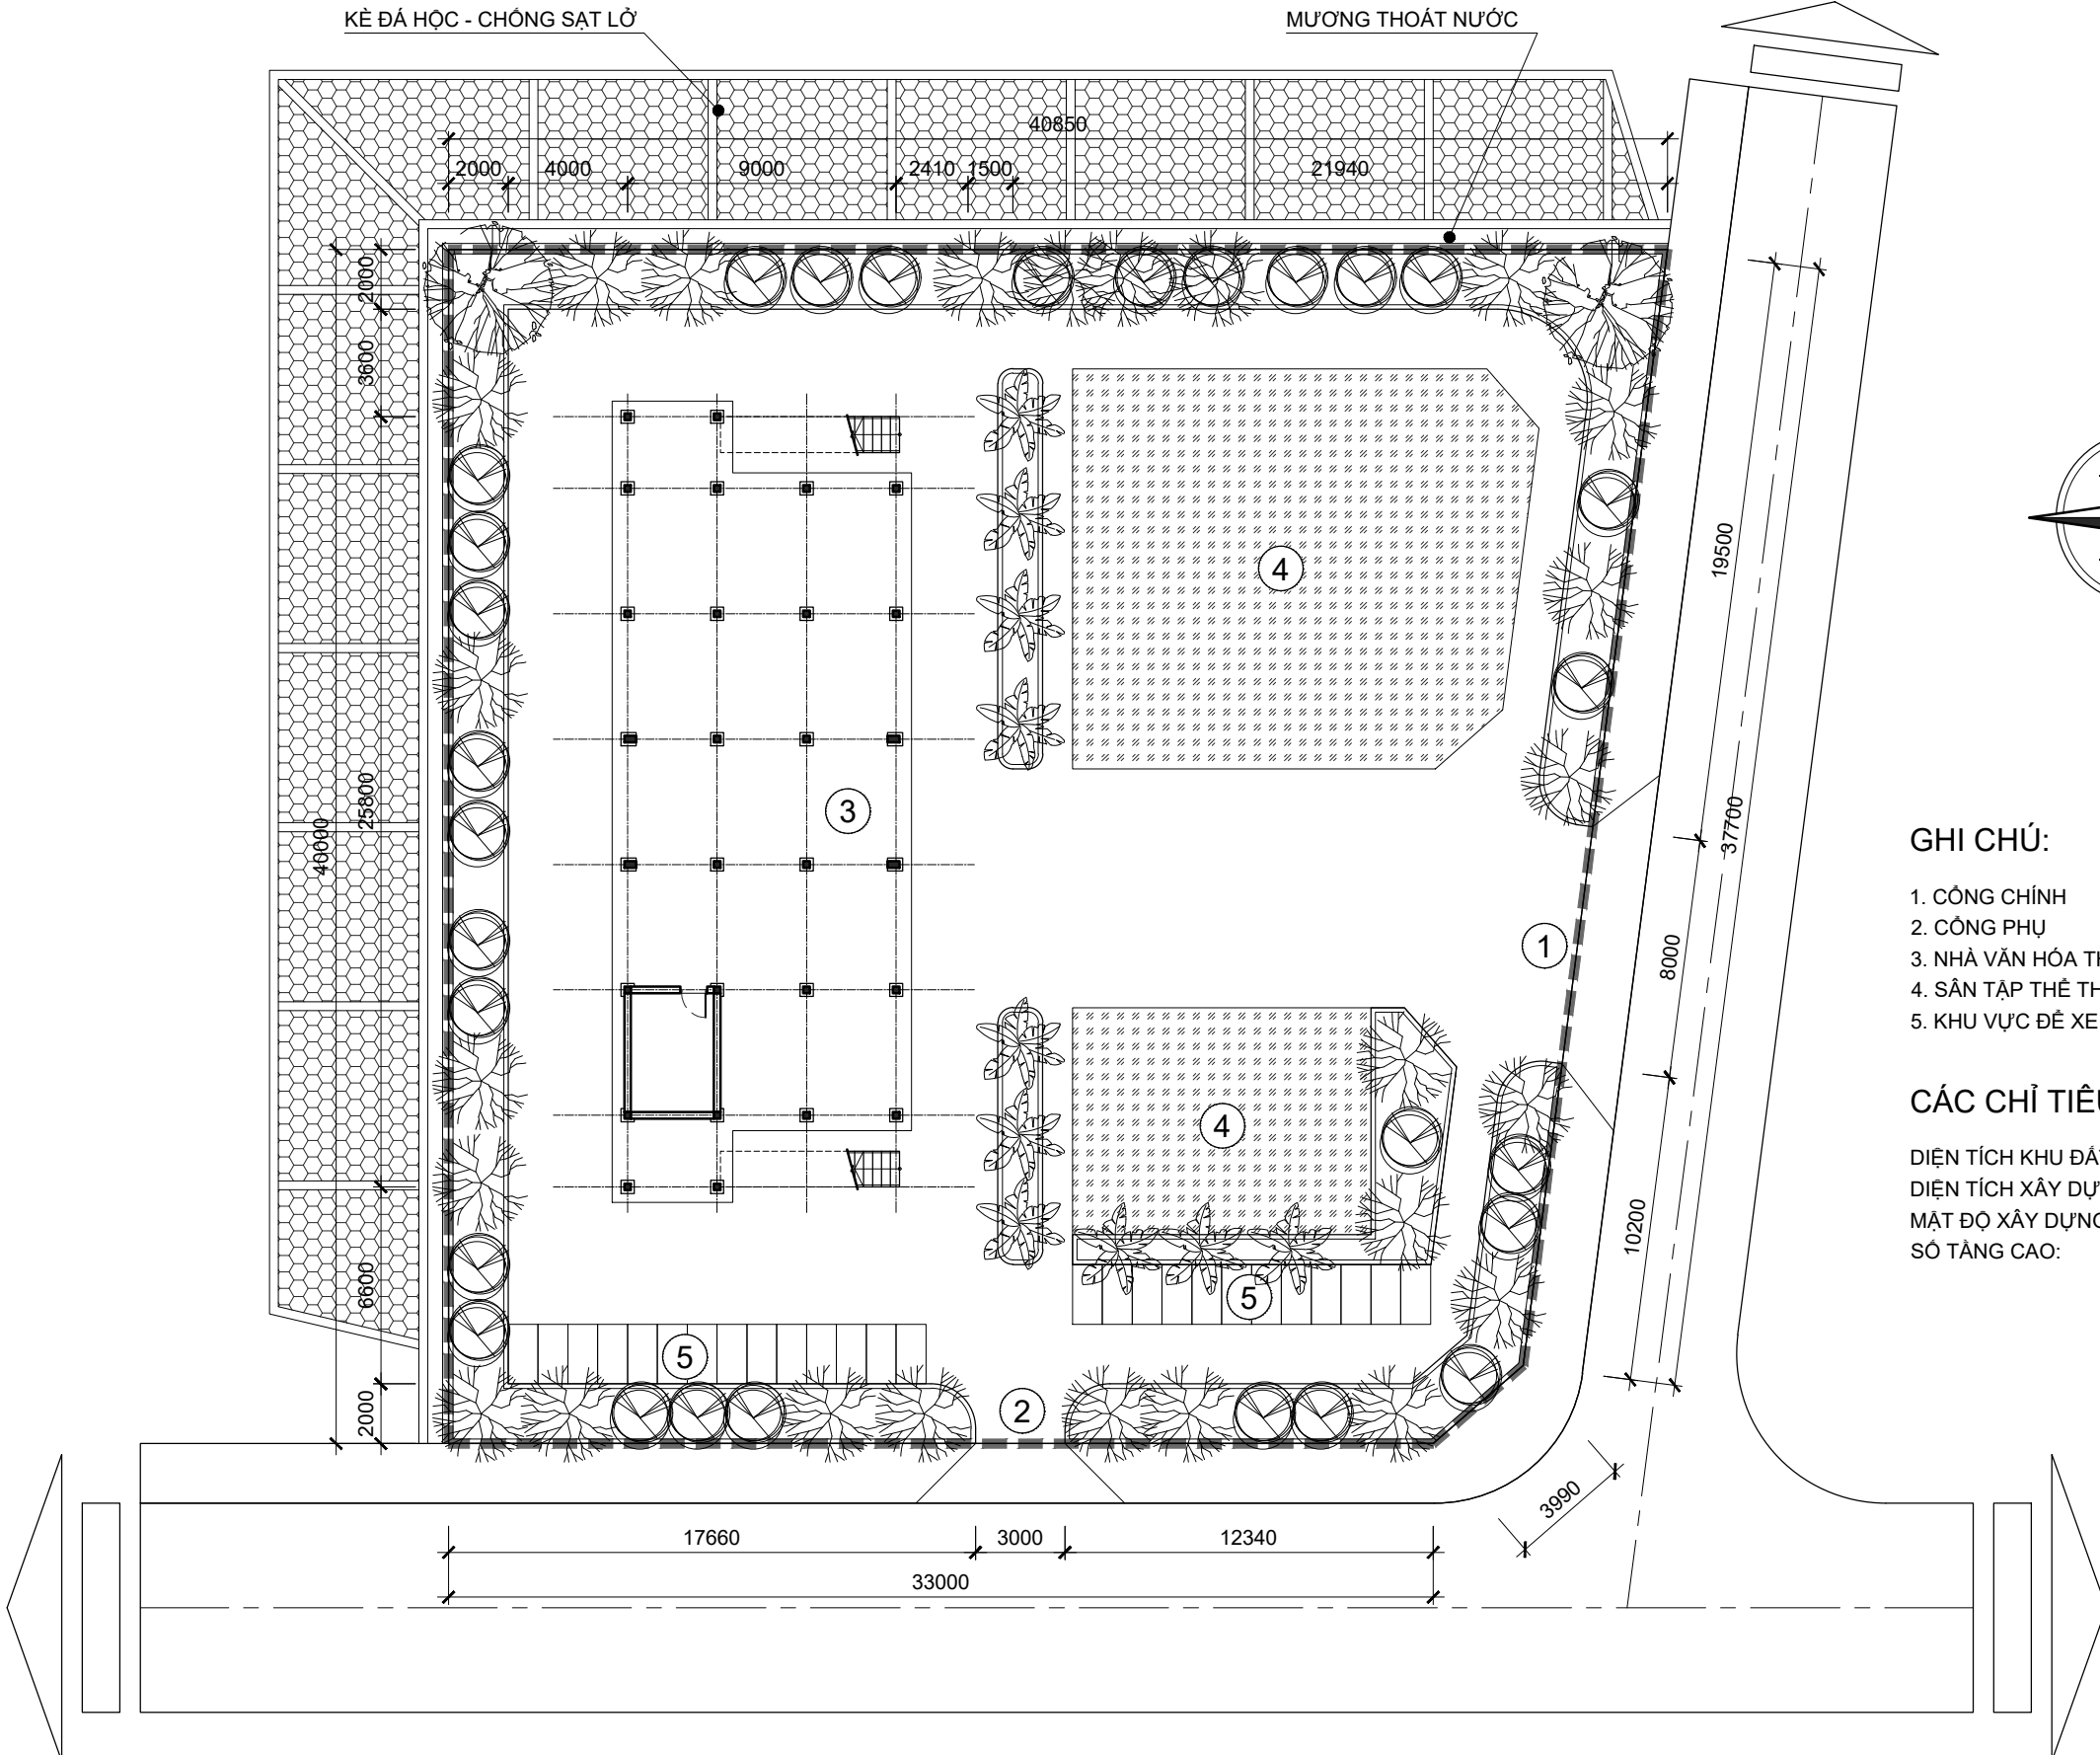 KÈ ĐÁ HỘC - CHỐNG SẠT LỞ
MƯƠNG THOÁT NƯỚC
40850
2000 4000 9000 2410 1500 21940
2000
3600
25800
40000
6600
2000
19500
37700
8000
10200
3990
4
3
1
4
5
5
2
17660 3000 12340
33000
GHI CHÚ:
1. CỔNG CHÍNH
2. CỔNG PHỤ
3. NHÀ VĂN HÓA
4. SÂN TẬP THỂ
5. KHU VỰC ĐỂ XE
CÁC CHỈ
DIỆN TÍCH KHU
DIỆN TÍCH XÂY
MẬT ĐỘ XÂY
SỐ TẦNG CAO: